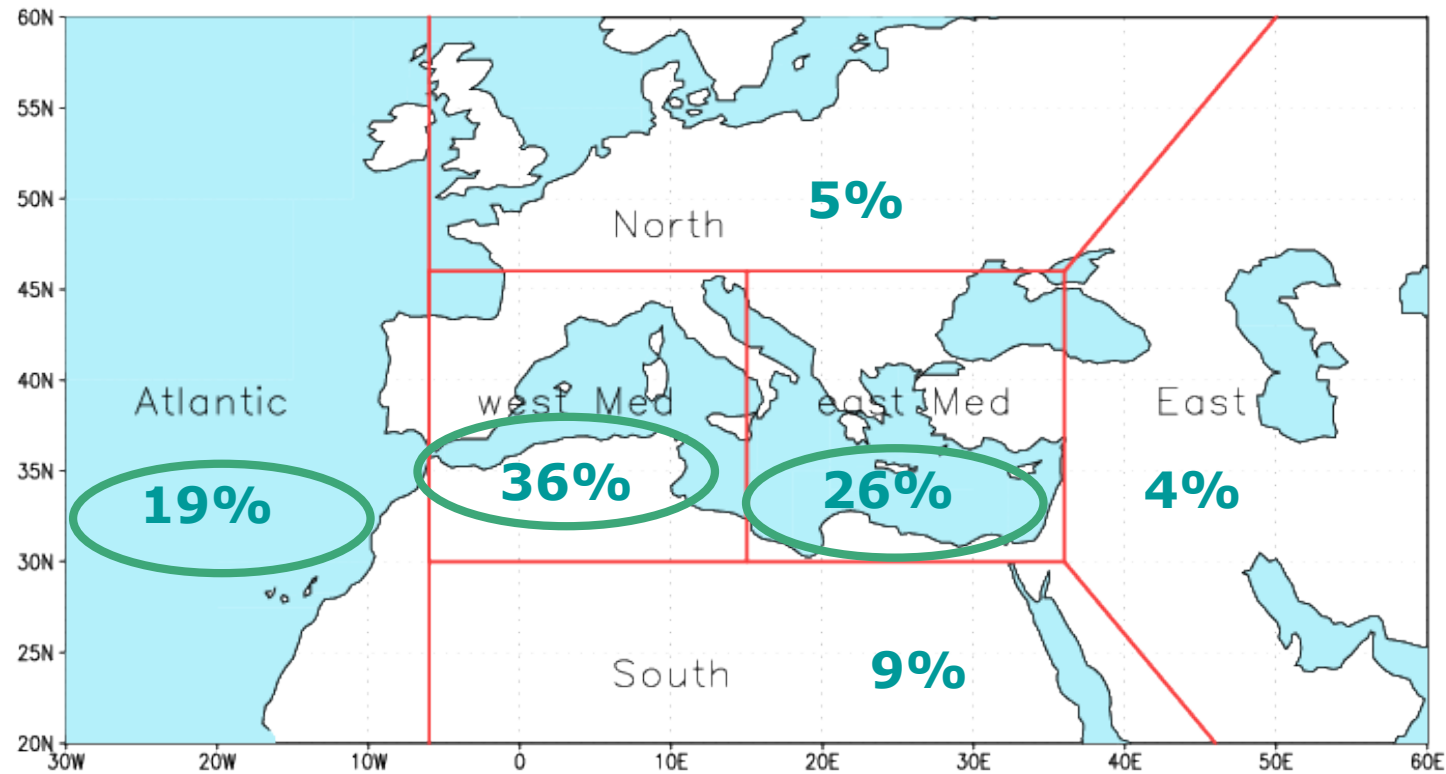 60N
55N
5%
50N
North
45N
40N
Atlantic
west Med
east Med
East
35N
19%
36%
26%
4%
30N
25N
South
9%
20N
30W
20W
10W
0
10E
20E
30E
40E
50E
60E